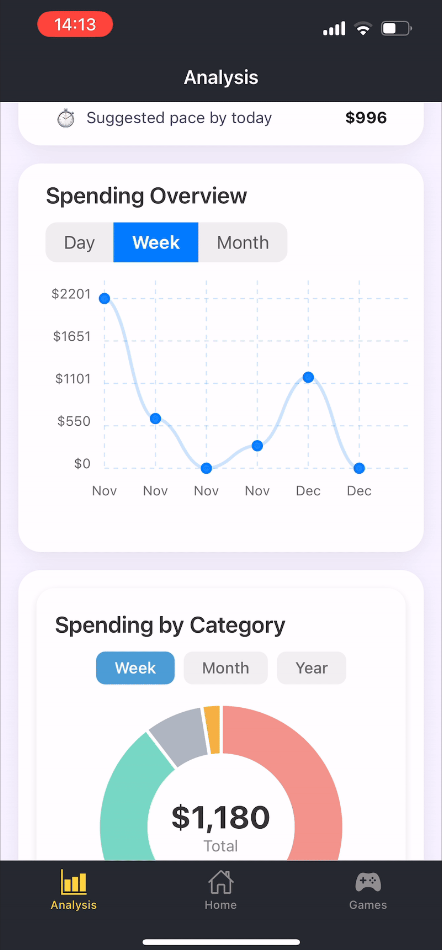 14:13
Analysis
Suggested pace by today $996
Spending Overview
Day Week Month
$2201
$1651
$1101
$550
$0
Nov Nov Nov Nov Dec Dec
Spending by Category
Week Month Year
$1,180
Total
Analysis Home Games